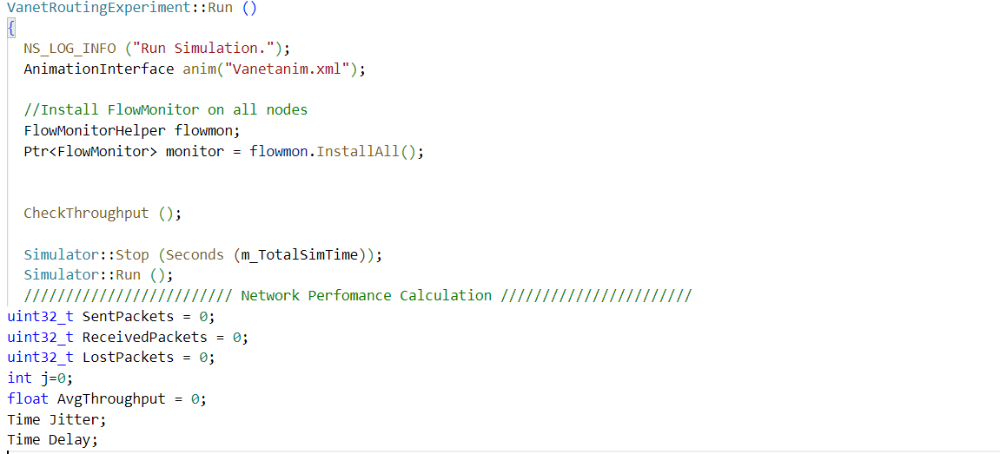 VanetRoutingExperiment::Run ()
{
NS_LOG_INFO ("Run Simulation.");
AnimationInterface anim("Vanetanim.xml");
//Install FlowMonitor on all nodes
FlowMonitorHelper flowmon;
Ptr<FlowMonitor> monitor = flowmon.InstallAll();
CheckThroughput ();
Simulator::Stop (Seconds (m_TotalSimTime));
Simulator::Run ();
///////////////////////// Network Perfomance Calculation ///////////////////////
uint32_t SentPackets = 0;
uint32_t ReceivedPackets = 0;
uint32_t LostPackets = 0;
int j=0;
float AvgThroughput = 0;
Time Jitter;
Time Delay;